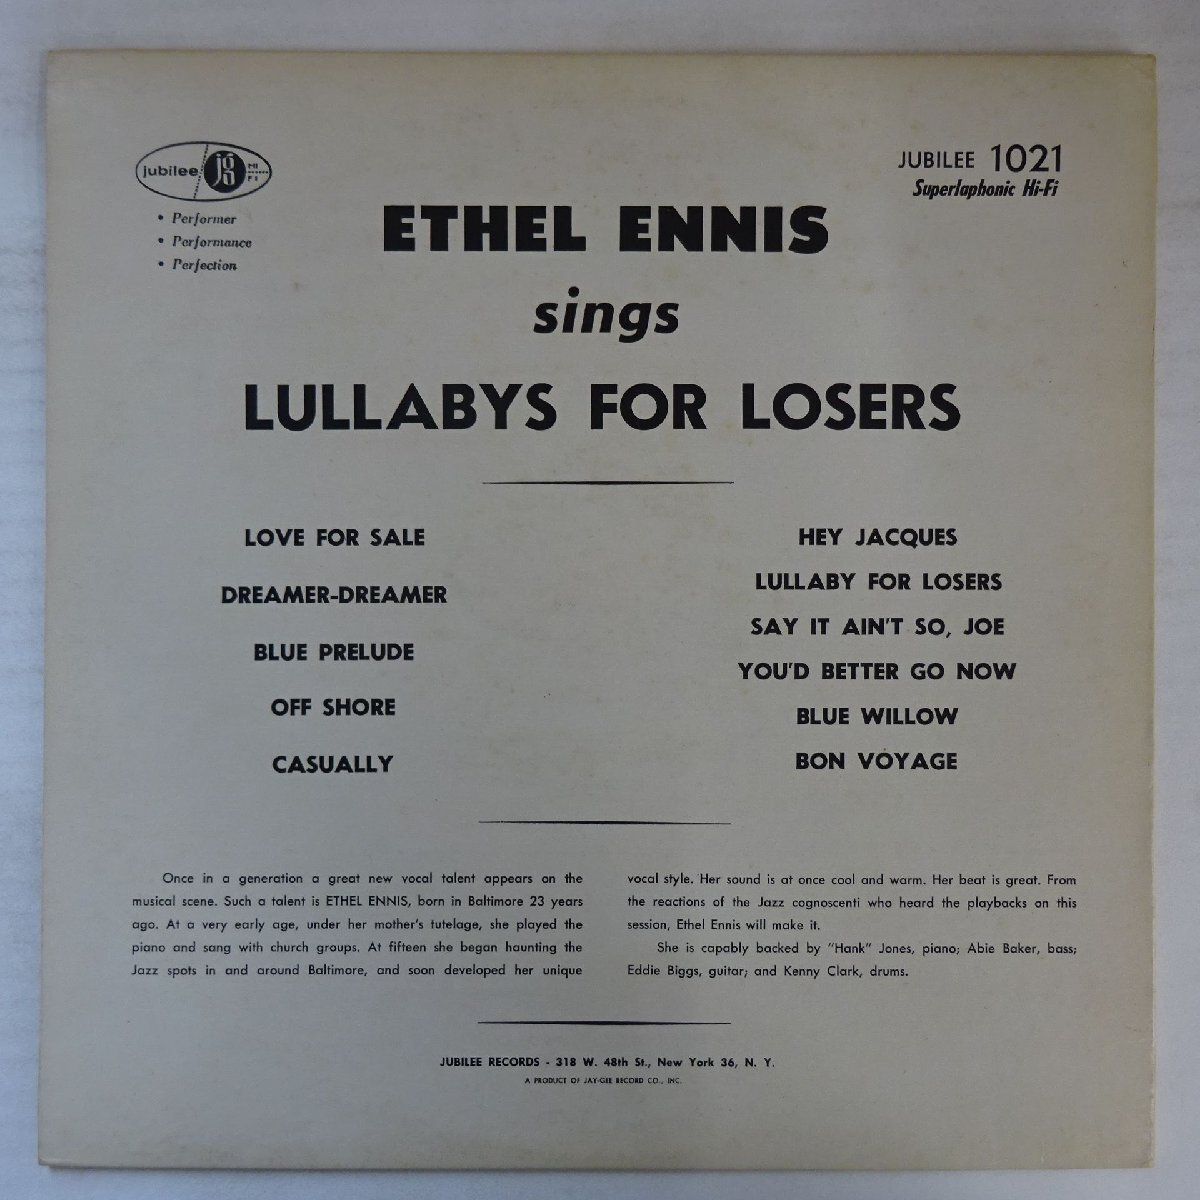 jubilee jg HI FI
• Performer
• Performance
• Perfection
JUBILEE 1021
Superlaphonic Hi-Fi
ETHEL ENNIS
sings
LULLABYS FOR LOSERS
LOVE FOR SALE
DREAMER-DREAMER
BLUE PRELUDE
OFF SHORE
CASUALLY
HEY JACQUES
LULLABY FOR LOSERS
SAY IT AIN'T SO, JOE
YOU'D BETTER GO NOW
BLUE WILLOW
BON VOYAGE
Once in a generation a great new vocal talent appears on the
musical scene. Such a talent is ETHEL ENNIS, born in Baltimore 23 years
ago. At a very early age, under her mother's tutelage, she played the
piano and sang with church groups. At fifteen she began haunting the
Jazz spots in and around Baltimore, and soon developed her unique
vocal style. Her sound is at once cool and warm. Her beat is great. From
the reactions of the Jazz cognoscenti who heard the playbacks on this
session, Ethel Ennis will make it.
She is capably backed by "Hank" Jones, piano; Abie Baker, bass;
Eddie Biggs, guitar; and Kenny Clark, drums.
JUBILEE RECORDS - 318 W. 48th St., New York 36, N. Y.
A PRODUCT OF JAY-GEE RECORD CO., INC.